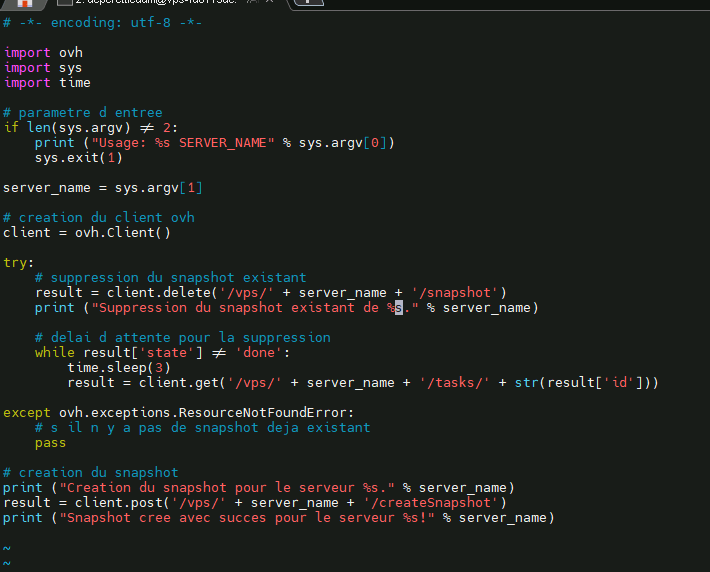 # -*- encoding: utf-8 -*-
import ovh
import sys
import time
# parametre d entree
if len(sys.argv) != 2:
    print ("Usage: %s SERVER_NAME" % sys.argv[0])
    sys.exit(1)
server_name = sys.argv[1]
# creation du client ovh
client = ovh.Client()
try:
    # suppression du snapshot existant
    result = client.delete('/vps/' + server_name + '/snapshot')
    print ("Suppression du snapshot existant de %s." % server_name)
    # delai d attente pour la suppression
    while result['state'] != 'done':
        time.sleep(3)
        result = client.get('/vps/' + server_name + '/tasks/' + str(result['id']))
except ovh.exceptions.ResourceNotFoundError:
    # s il n y a pas de snapshot deja existant
    pass
# creation du snapshot
print ("Creation du snapshot pour le serveur %s." % server_name)
result = client.post('/vps/' + server_name + '/createSnapshot')
print ("Snapshot cree avec succes pour le serveur %s!" % server_name)
~
~